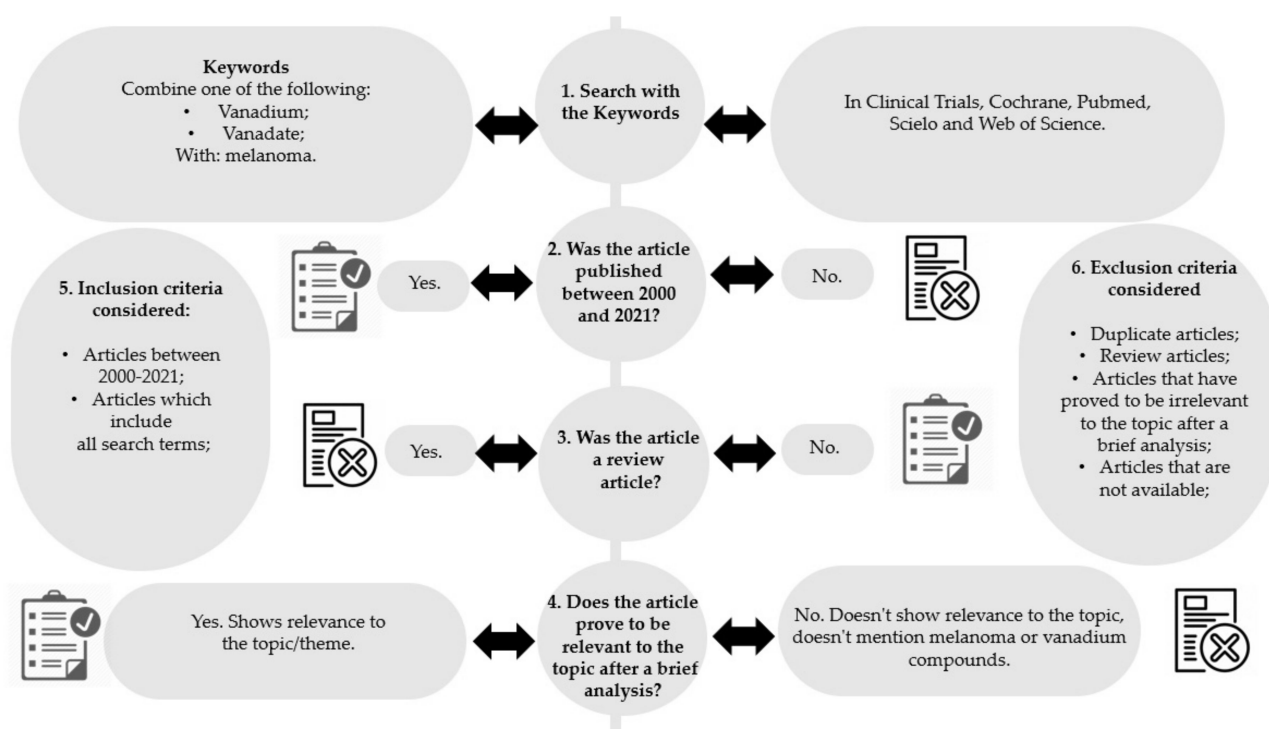 Keywords
Combine one of the following:
• Vanadium;
• Vanadate;
With: melanoma.
1. Search with
the Keywords
In Clinical Trials, Cochrane, Pubmed,
Scielo and Web of Science.
5. Inclusion criteria
considered:
• Articles between
2000-2021;
• Articles which
include
all search terms;
Yes.
2. Was the article
published
between 2000
and 2021?
No.
6. Exclusion criteria
considered
• Duplicate articles;
• Review articles;
• Articles that have
proved to be irrelevant
to the topic after a
brief analysis;
• Articles that are
not available;
Yes.
3. Was the article
a review
article?
No.
Yes. Shows relevance to
the topic/theme.
4. Does the article
prove to be
relevant to the
topic after a brief
analysis?
No. Doesn't show relevance to the topic,
doesn't mention melanoma or vanadium
compounds.